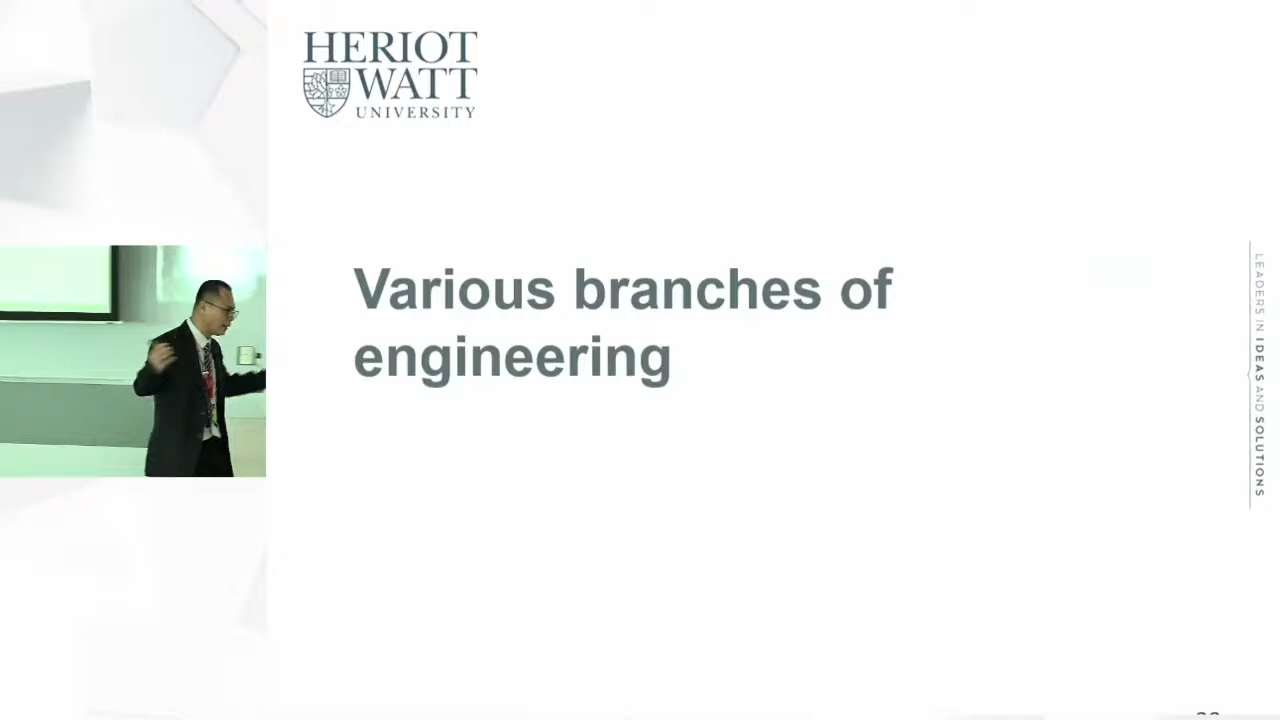 HERIOT
WATT
UNIVERSITY
Various branches of
engineering
LEADERS IN IDEAS AND SOLUTIONS